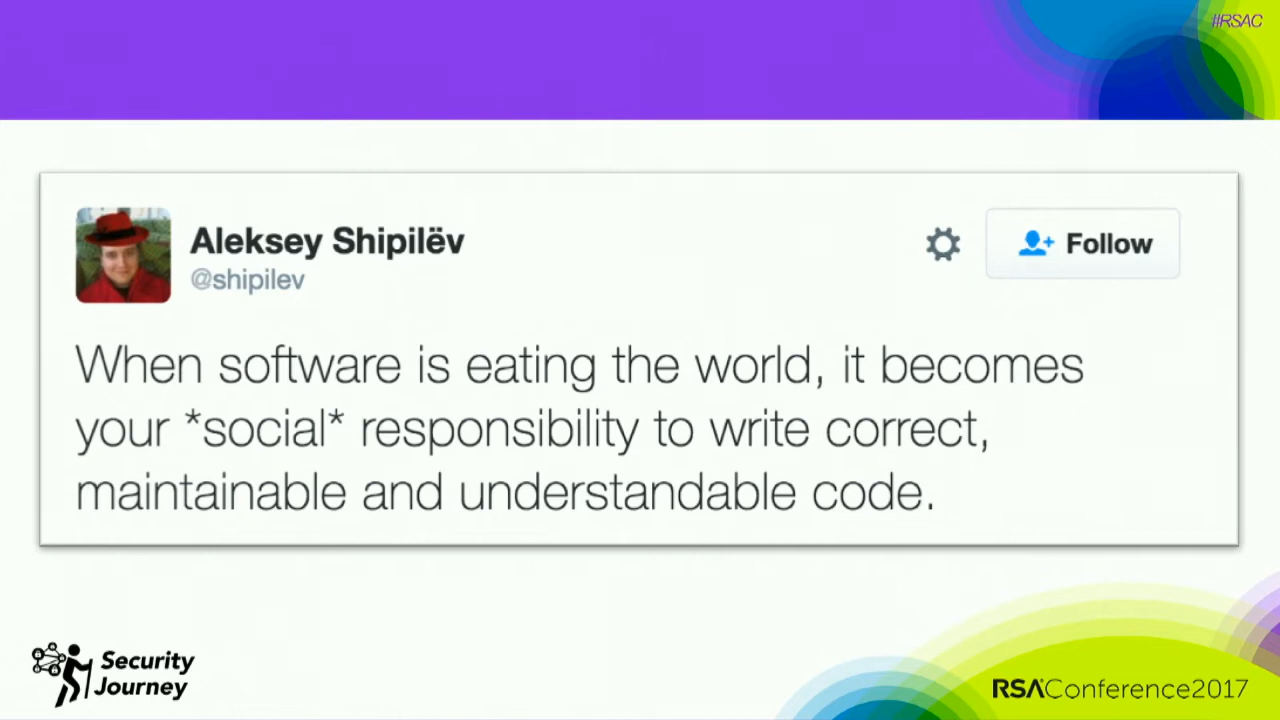 #RSAC
Aleksey Shipilëv
@shipilev
Follow
When software is eating the world, it becomes
your *social* responsibility to write correct,
maintainable and understandable code.
Security
Journey
RSAConference2017